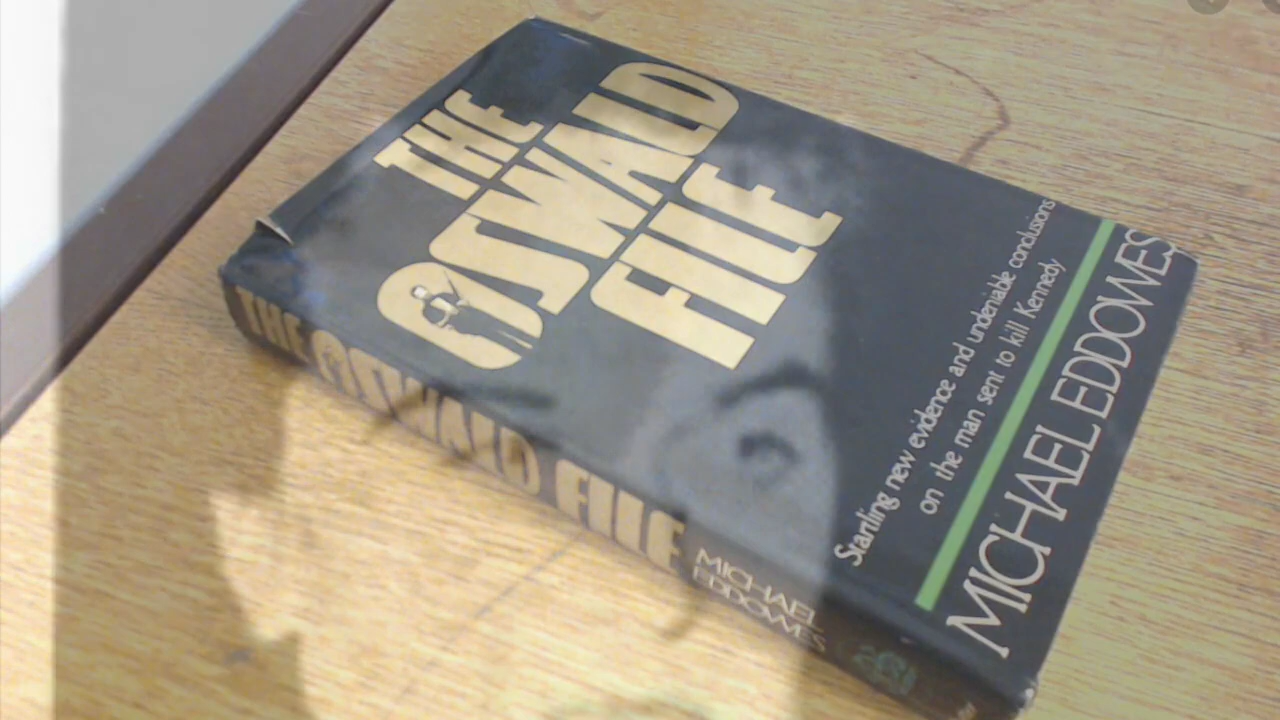 THE
OSWALD
FILE
Startling new evidence and undeniable conclusions
on the man sent to kill Kennedy
MICHAEL EDDOWES
THE OSWALD FILE
MICHAEL
EDDOWES